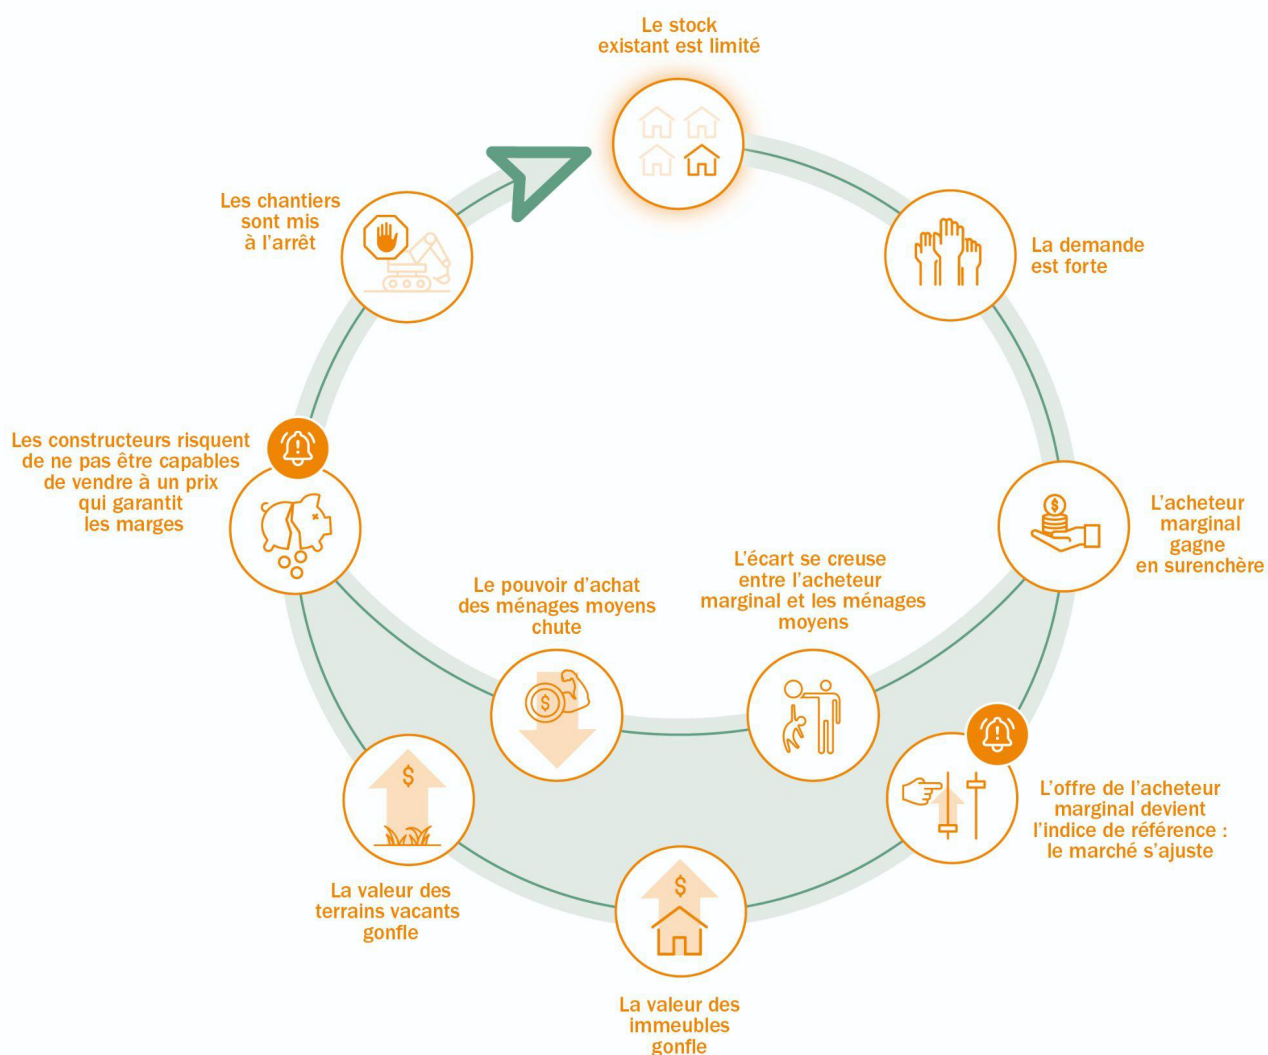 Le stock
existant est limité
La demande
est forte
L’acheteur
marginal
gagne
en surenchère
L’écart se creuse
entre l’acheteur
marginal et les ménages
moyens
Le pouvoir d’achat
des ménages moyens
chute
L’offre de l’acheteur
marginal devient
l’indice de référence :
le marché s’ajuste
La valeur des
immeubles
gonfle
La valeur des
terrains vacants
gonfle
Les constructeurs risquent
de ne pas être capables
de vendre à un prix
qui garantit
les marges
Les chantiers
sont mis
à l’arrêt
$
$
$
$